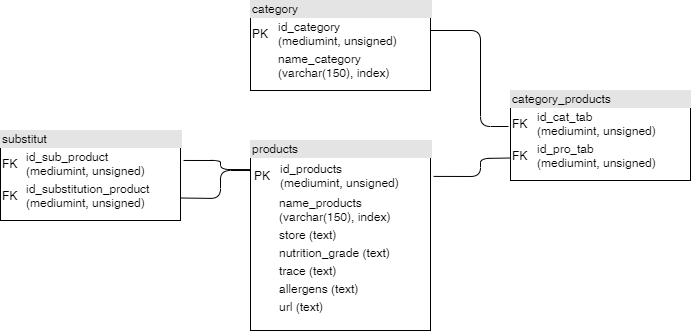 category
PK id_category
(mediumint, unsigned)
name_category
(varchar(150), index)
category_products
FK id_cat_tab
(mediumint, unsigned)
FK id_pro_tab
(mediumint, unsigned)
substitut
FK id_sub_product
(mediumint, unsigned)
FK id_substitution_product
(mediumint, unsigned)
products
PK id_products
(mediumint, unsigned)
name_products
(varchar(150), index)
store (text)
nutrition_grade (text)
trace (text)
allergens (text)
url (text)